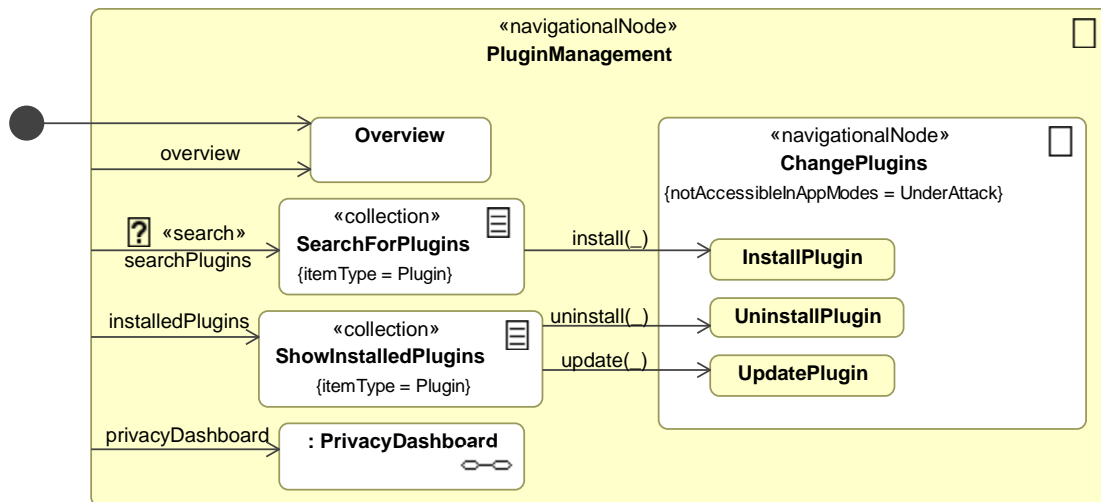 «navigationalNode»
PluginManagement
Overview
overview
«navigationalNode»
ChangePlugins
{notAccessibleInAppModes = UnderAttack}
? «search»
searchPlugins
«collection»
SearchForPlugins
{itemType = Plugin}
install(_)
InstallPlugin
installedPlugins
«collection»
ShowInstalledPlugins
{itemType = Plugin}
uninstall(_)
UninstallPlugin
update(_)
UpdatePlugin
privacyDashboard
: PrivacyDashboard